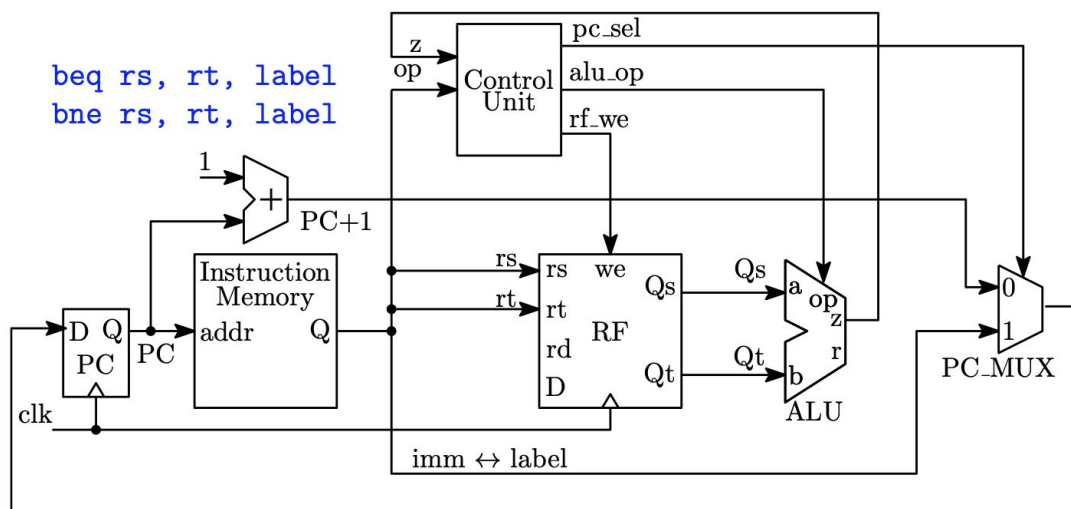 beq rs, rt, label
bne rs, rt, label
z
op
Control
Unit
pc_sel
alu_op
rf_we
1
+
PC+1
Instruction
Memory
addr
Q
D Q
PC
PC
clk
rs
rt
rs
rt
rd
D
we
RF
Qs
Qt
Qs
Qt
a
b
op
z
r
ALU
0
1
PC_MUX
imm ↔ label